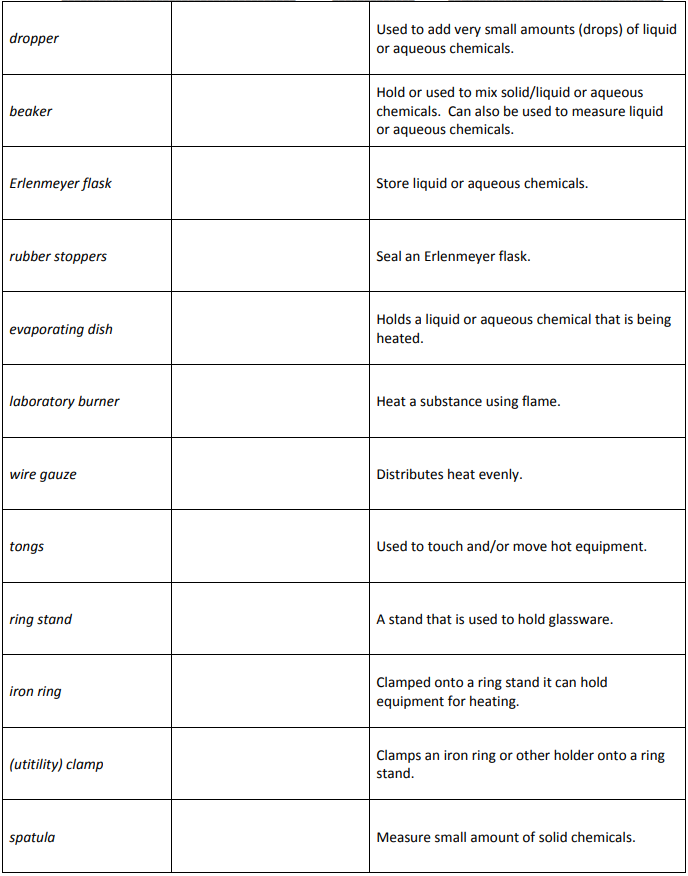 dropper
Used to add very small amounts (drops) of liquid
or aqueous chemicals.
beaker
Hold or used to mix solid/liquid or aqueous
chemicals.  Can also be used to measure liquid
or aqueous chemicals.
Erlenmeyer flask
Store liquid or aqueous chemicals.
rubber stoppers
Seal an Erlenmeyer flask.
evaporating dish
Holds a liquid or aqueous chemical that is being
heated.
laboratory burner
Heat a substance using flame.
wire gauze
Distributes heat evenly.
tongs
Used to touch and/or move hot equipment.
ring stand
A stand that is used to hold glassware.
iron ring
Clamped onto a ring stand it can hold
equipment for heating.
(utitility) clamp
Clamps an iron ring or other holder onto a ring
stand.
spatula
Measure small amount of solid chemicals.